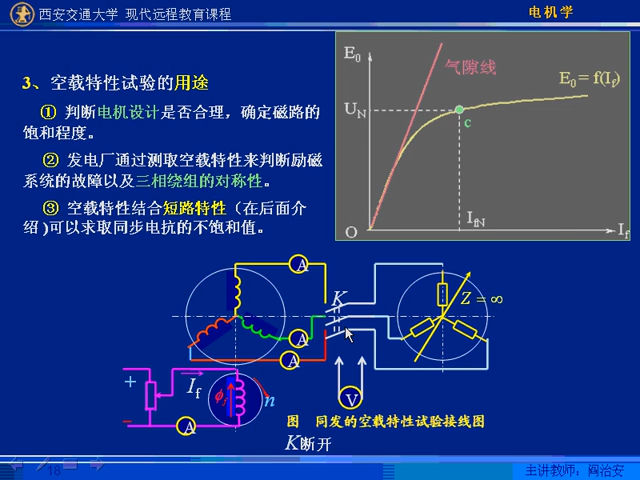 西安交通大学 现代远程教育课程
电机学
3、空载特性试验的用途
① 判断电机设计是否合理，确定磁路的
饱和程度。
② 发电厂通过测取空载特性来判断励磁
系统的故障以及三相绕组的对称性。
③ 空载特性结合短路特性（在后面介
绍)可以求取同步电抗的不饱和值。
E0
气隙线
E0 = f(If)
UN
c
O
IfN
If
A
K
Z = ∞
A
A
+
If
ϕf
n
V
−
A
图 同发的空载特性试验接线图
K断开
18
主讲教师：阎治安